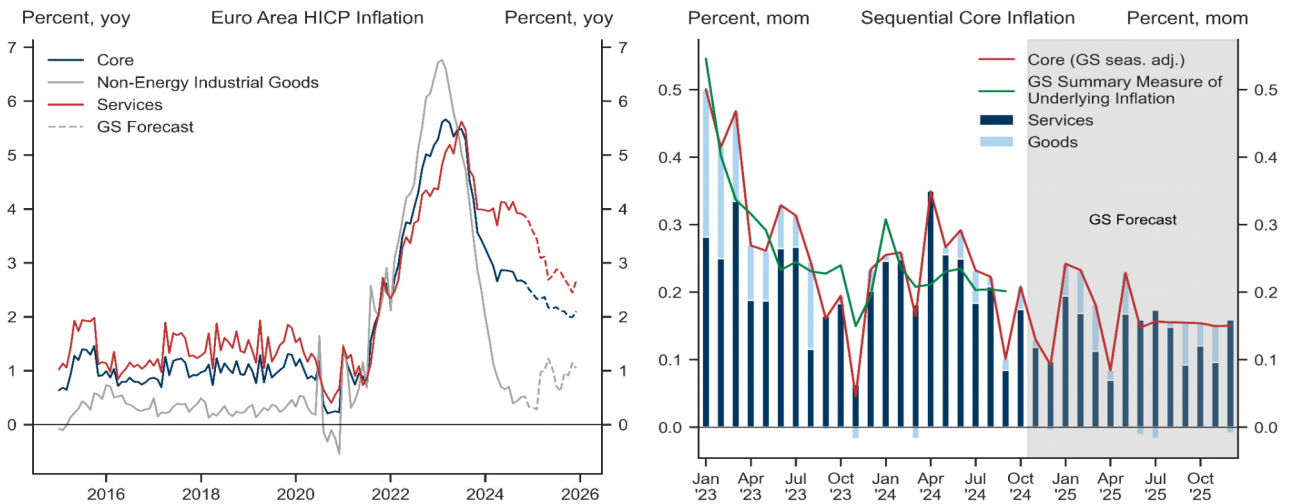 Percent, yoy
Euro Area HICP Inflation
Percent, yoy
7
6
5
4
3
2
1
0
Core
Non-Energy Industrial Goods
Services
GS Forecast
7
6
5
4
3
2
1
0
2016
2018
2020
2022
2024
2026
Percent, mom
Sequential Core Inflation
Percent, mom
0.5
0.4
0.3
0.2
0.1
0.0
Core (GS seas. adj.)
GS Summary Measure of
Underlying Inflation
Services
Goods
GS Forecast
0.5
0.4
0.3
0.2
0.1
0.0
Jan '23
Apr '23
Jul '23
Oct '23
Jan '24
Apr '24
Jul '24
Oct '24
Jan '25
Apr '25
Jul '25
Oct '25